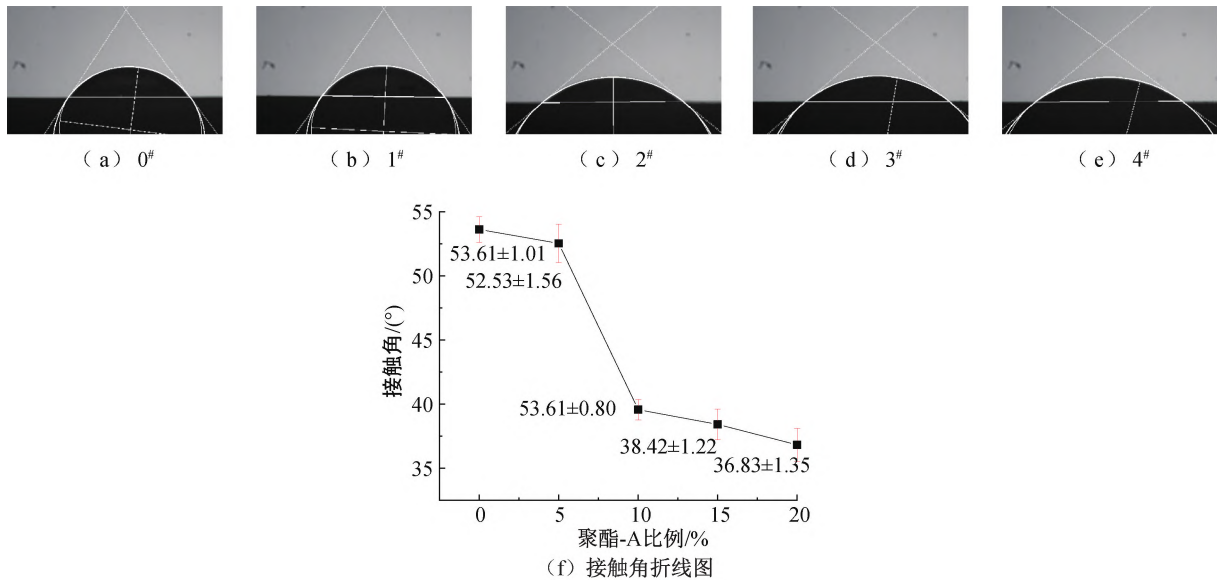 （a）0#
（b）1#
（c）2#
（d）3#
（e）4#
55
50
45
40
35
接触角/(°)
53.61±1.01
52.53±1.56
53.61±0.80
38.42±1.22
36.83±1.35
0 5 10 15 20
聚酯-A比例/%
（f）接触角折线图